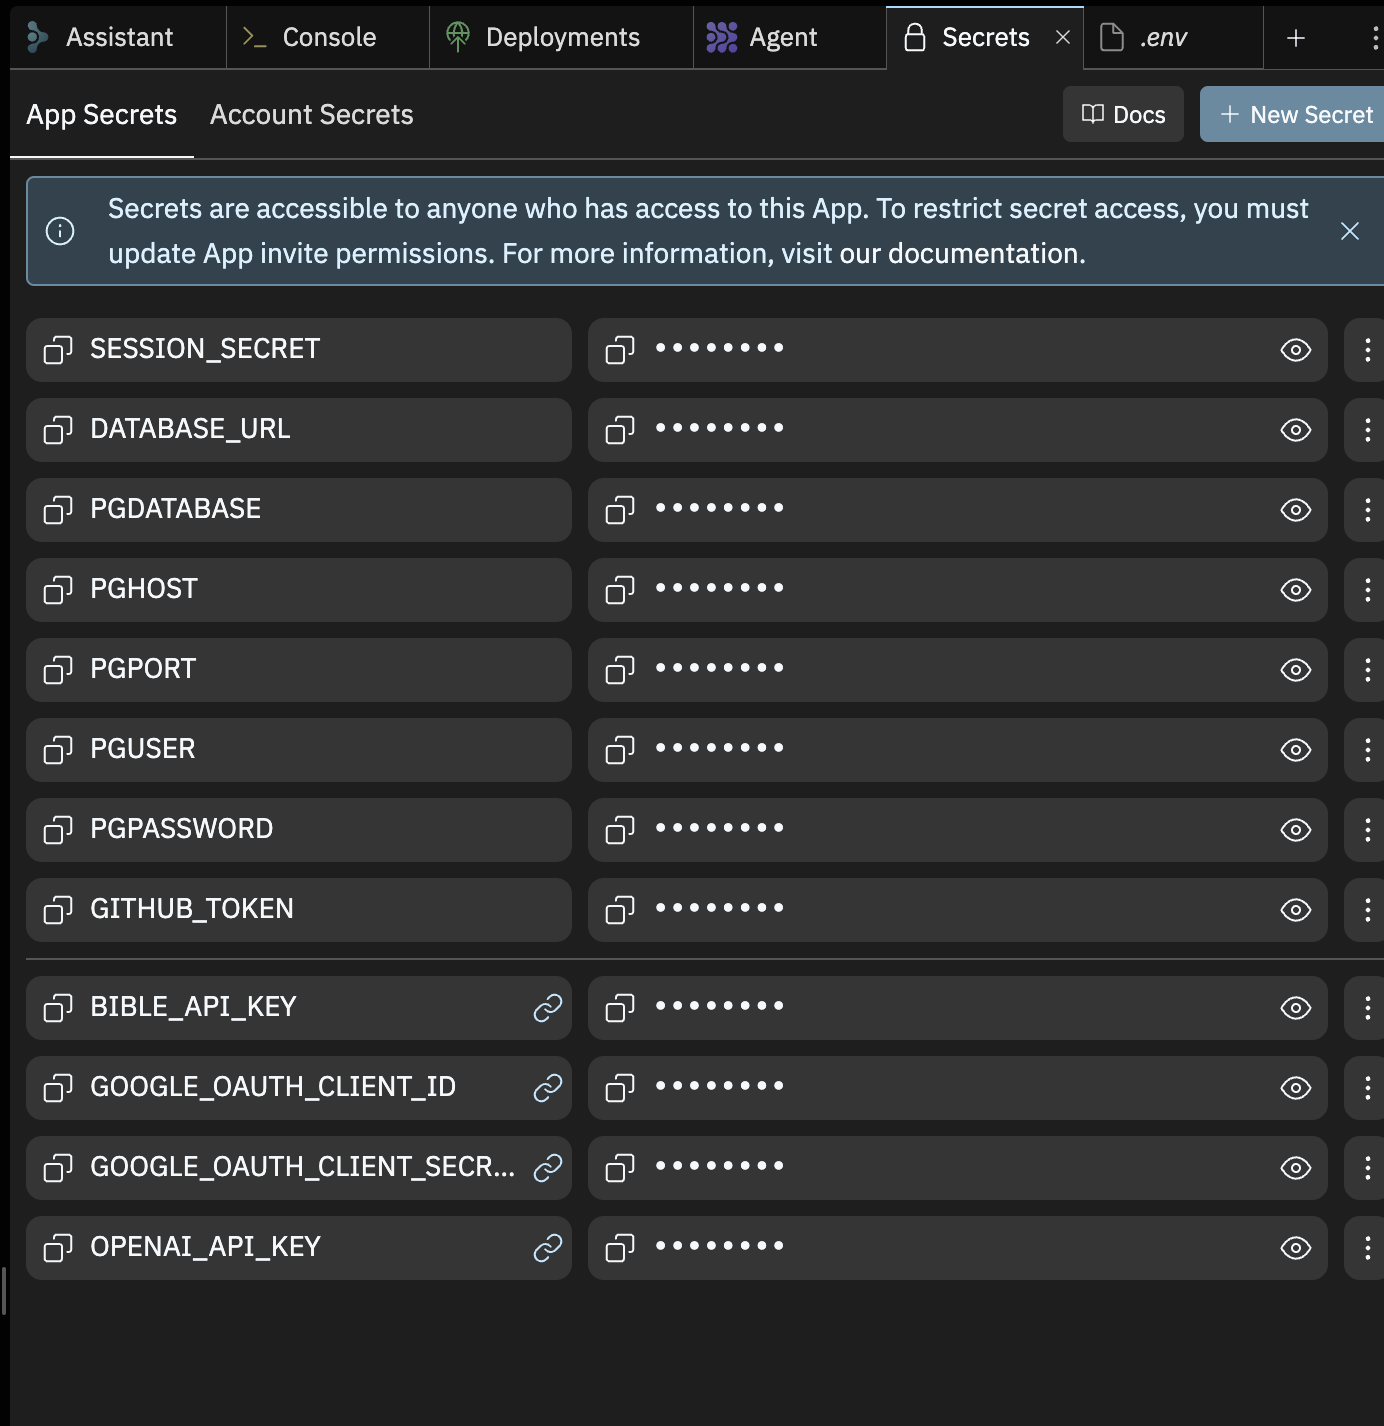 Assistant
Console
Deployments
Agent
Secrets
.env
App Secrets
Account Secrets
Docs
New Secret
Secrets are accessible to anyone who has access to this App. To restrict secret access, you must
update App invite permissions. For more information, visit our documentation.
SESSION_SECRET
DATABASE_URL
PGDATABASE
PGHOST
PGPORT
PGUSER
PGPASSWORD
GITHUB_TOKEN
BIBLE_API_KEY
GOOGLE_OAUTH_CLIENT_ID
GOOGLE_OAUTH_CLIENT_SECR...
OPENAI_API_KEY